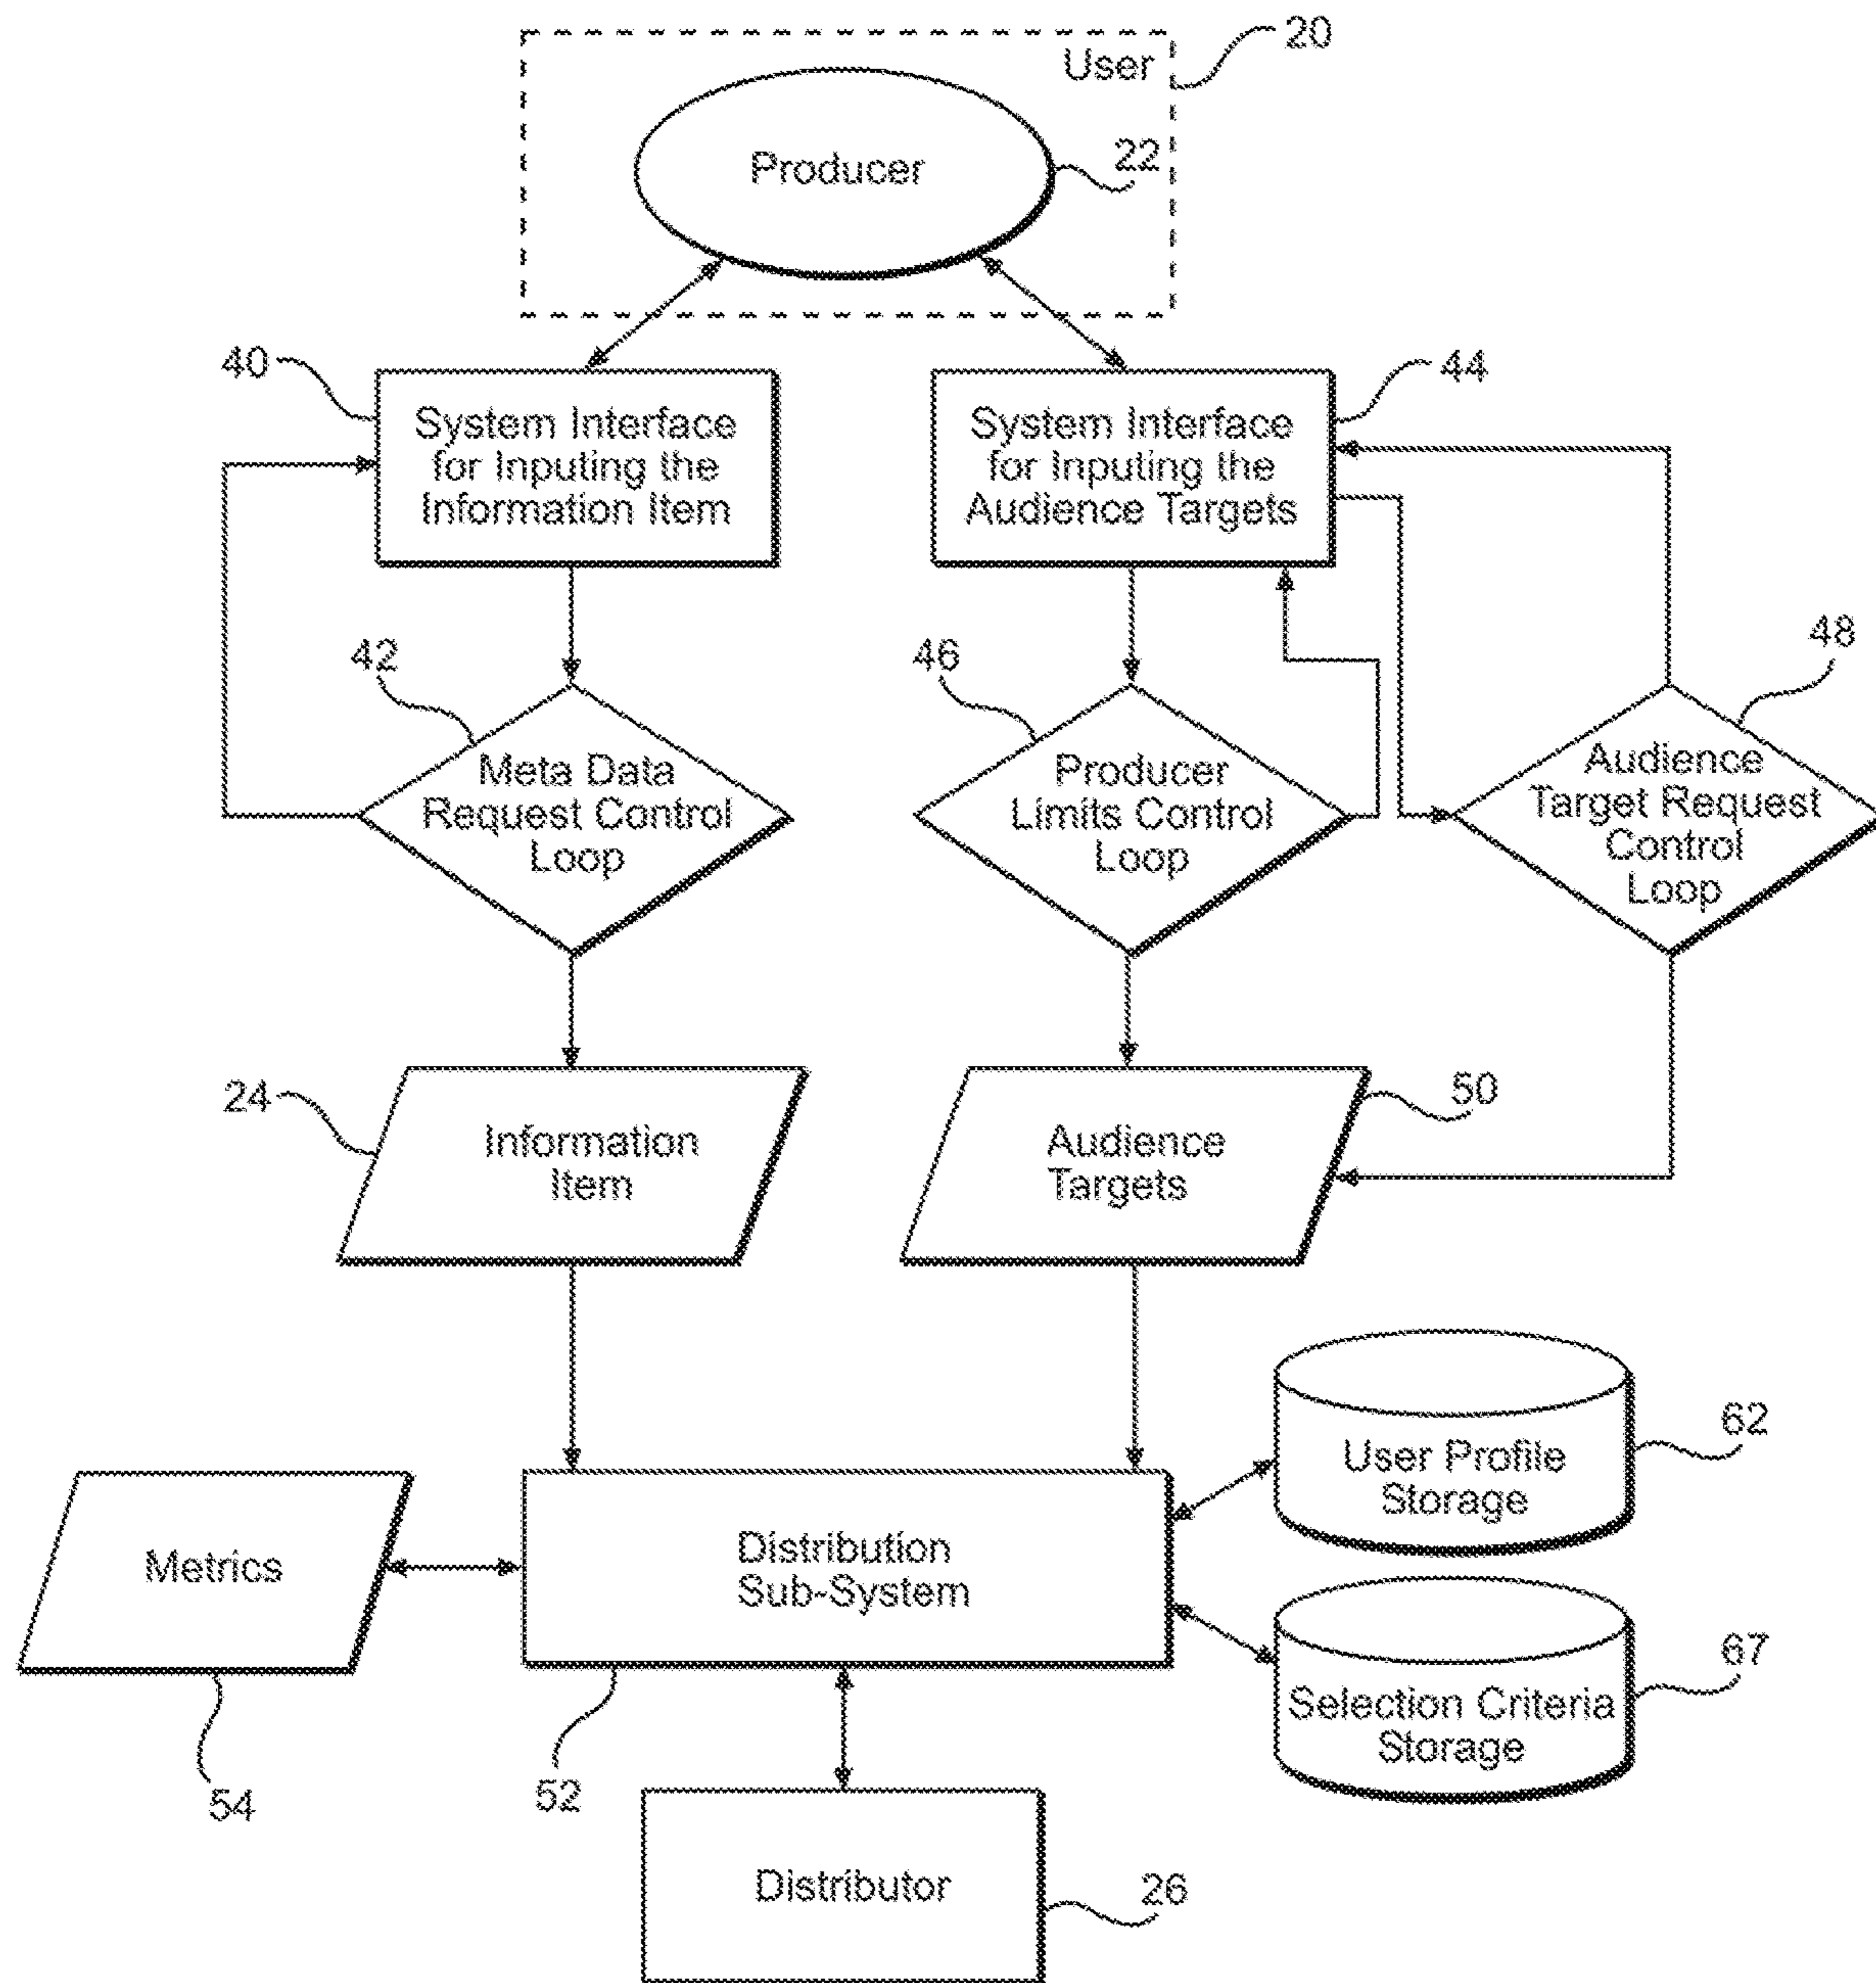 20
User
Producer
22
40
System Interface
for Inputing the
Information Item
System Interface
for Inputing the
Audience Targets
44
42
Meta Data
Request Control
Loop
46
Producer
Limits Control
Loop
48
Audience
Target Request
Control
Loop
24
Information
Item
Audience
Targets
50
62
User Profile
Storage
Metrics
Distribution
Sub-System
67
Selection Criteria
Storage
54
52
Distributor
26